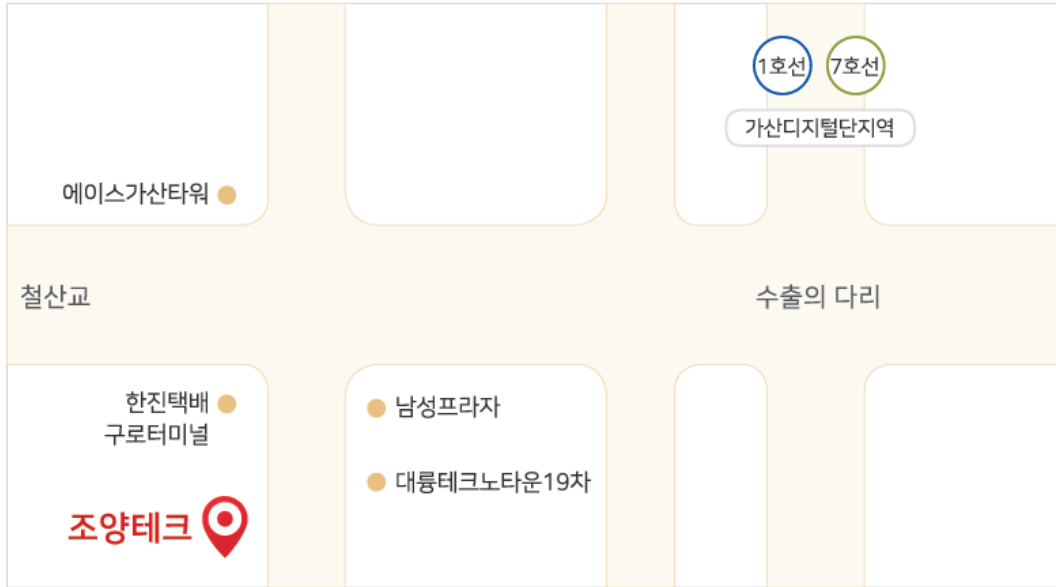 1호선
7호선
가산디지털단지역
에이스가산타워
철산교
수출의 다리
한진택배
구로터미널
남성프라자
대륭테크노타운19차
조양테크